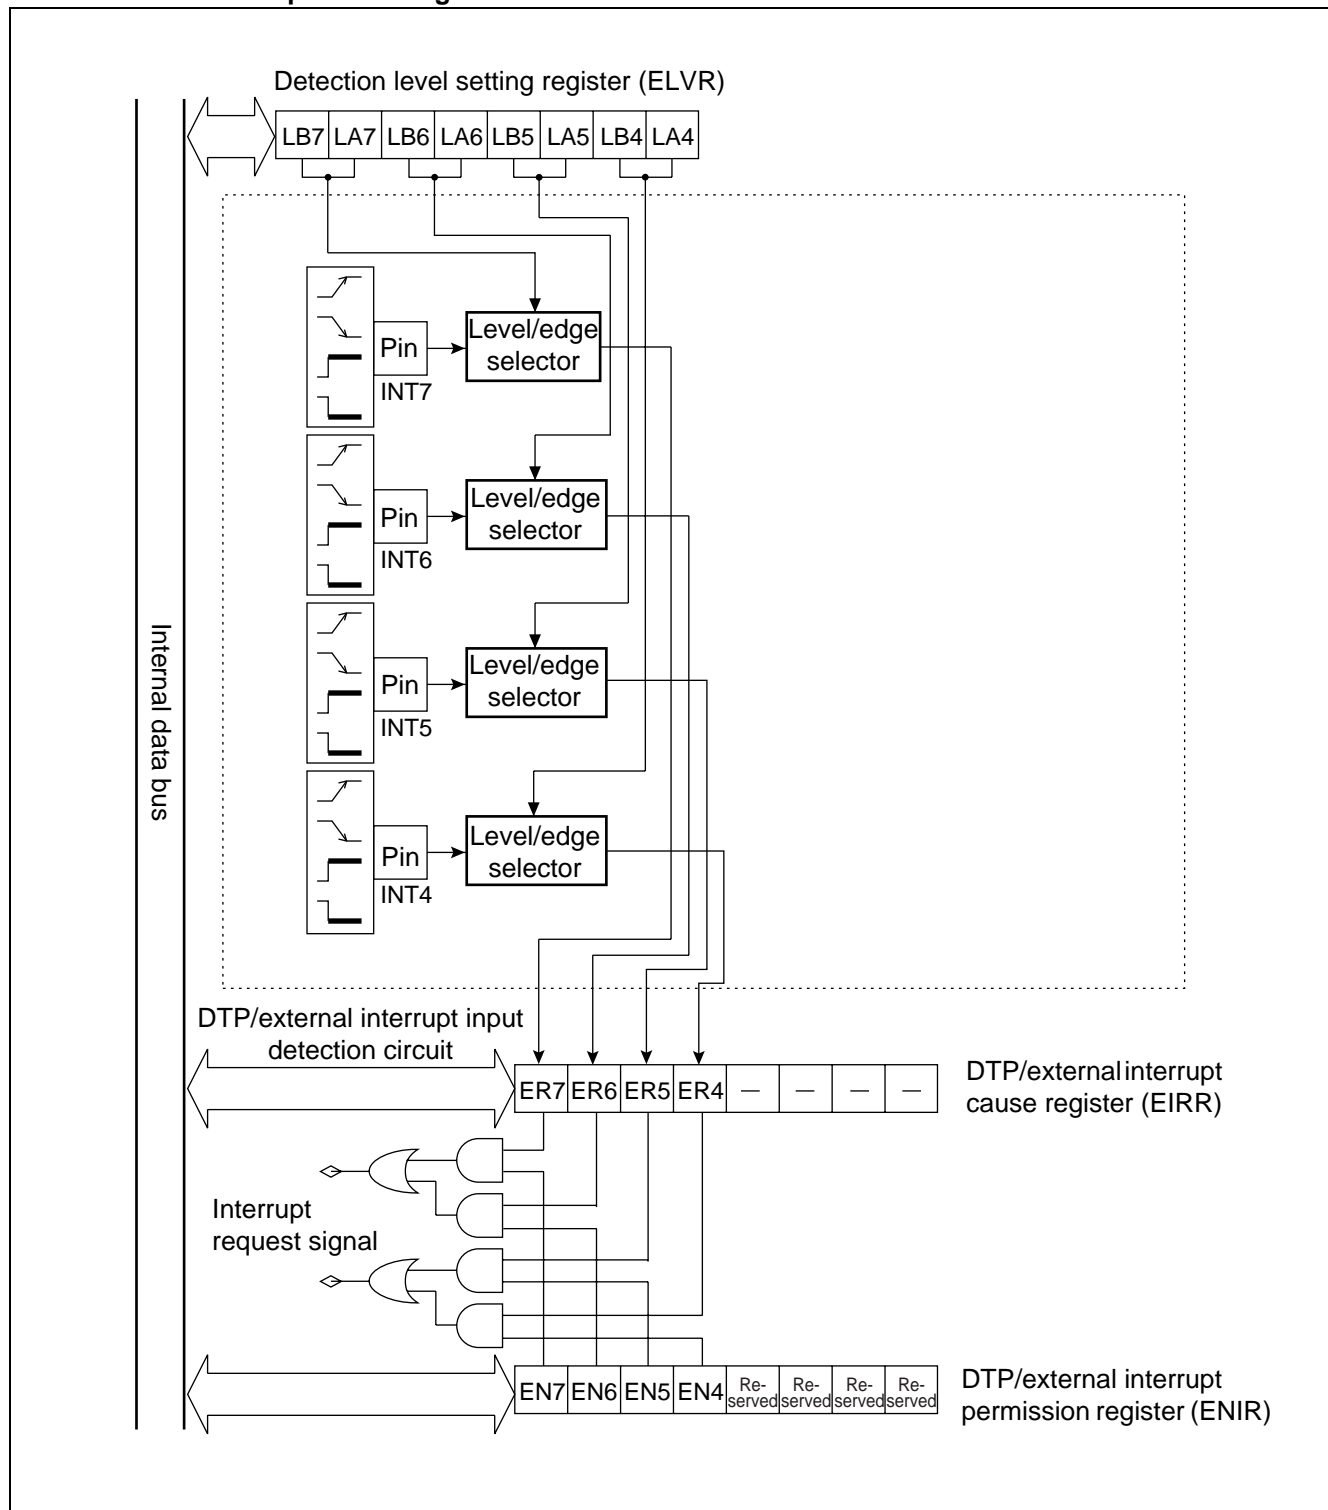 Detection level setting register (ELVR)
LB7 LA7 LB6 LA6 LB5 LA5 LB4 LA4
Level/edge
selector
Pin
INT7
Level/edge
selector
Pin
INT6
Level/edge
selector
Pin
INT5
Level/edge
selector
Pin
INT4
Internal data bus
DTP/external interrupt input
detection circuit
ER7 ER6 ER5 ER4 — — — —
DTP/external interrupt
cause register (EIRR)
Interrupt
request signal
EN7 EN6 EN5 EN4 Re-served Re-served Re-served Re-served
DTP/external interrupt
permission register (ENIR)